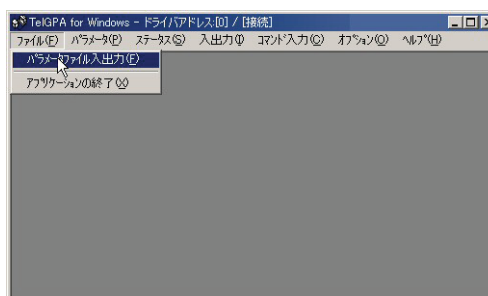 TelGPA for Windows - ドライバアドレス:[0] / [接続]
ファイル(F) パラメータ(P) ステータス(S) 入出力(I) コマンド入力(C) オプション(O) ヘルプ(H)
パラメータファイル入出力(F)
アプリケーションの終了(X)